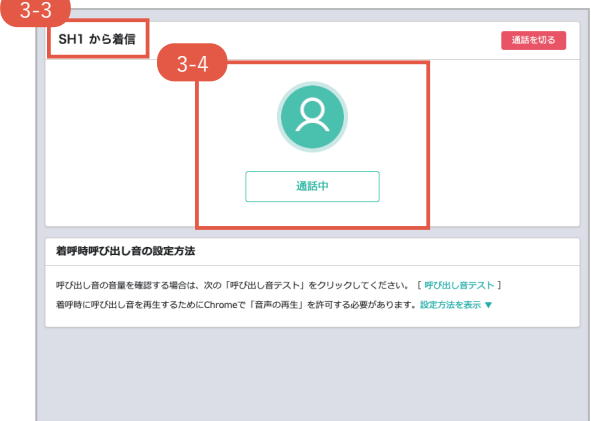 3-3
SH1 から着信
通話を切る
3-4
通話中
着呼時呼び出し音の設定方法
呼び出し音の音量を確認する場合は、次の「呼び出し音テスト」をクリックしてください。 [ 呼び出し音テスト ]
着呼時に呼び出し音を再生するためにChromeで「音声の再生」を許可する必要があります。設定方法を表示 ▼